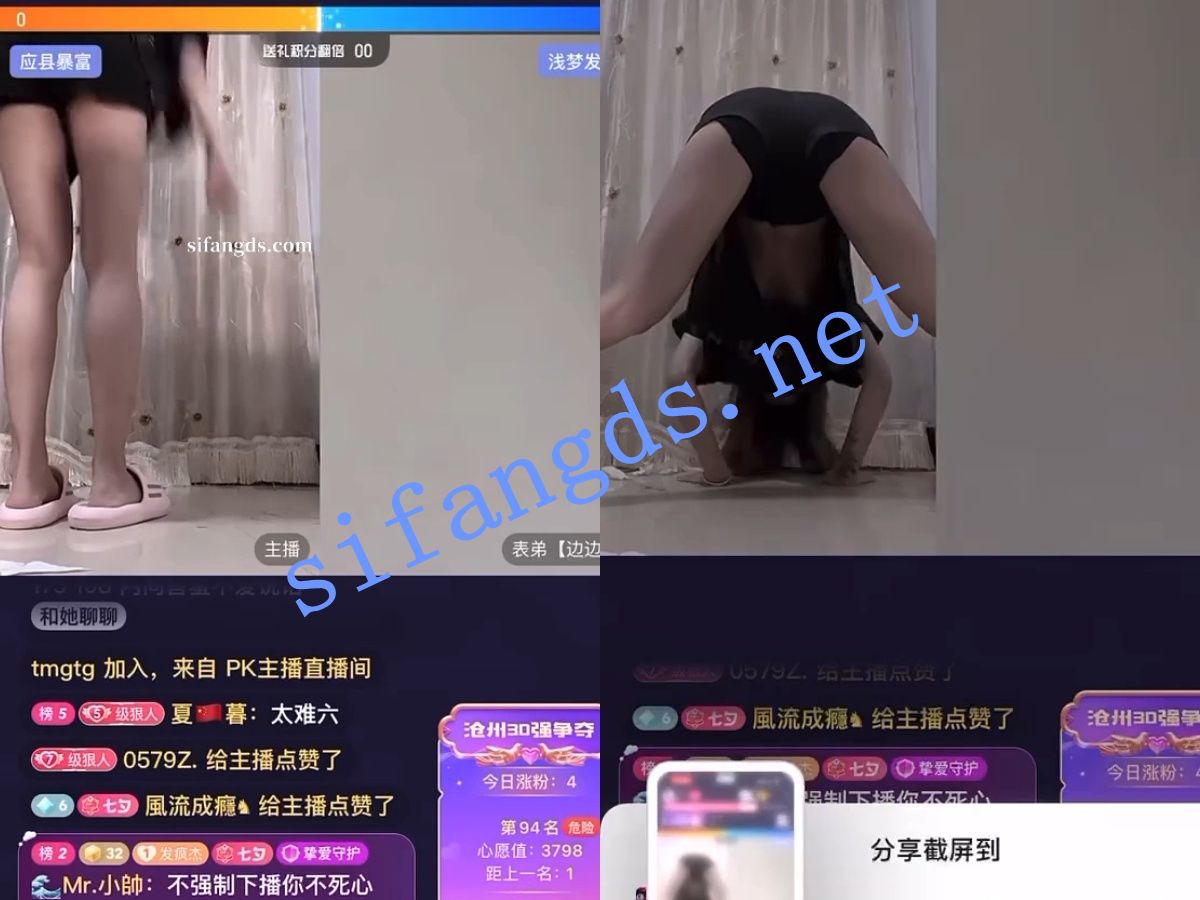 0
送礼积分翻倍 00
应县暴富
浅梦发
sifangds.com
sifangds.net
主播
表弟【边边
和她聊聊
tmgtg 加入，来自 PK主播直播间
榜 5 5 级狠人 夏🇨🇳暮：太难六
7 级狠人 0579Z. 给主播点赞了
6 七夕 風流成癮♞ 给主播点赞了
榜 2 32 1 发疯杰 七夕 挚爱守护
🌊Mr.小帥：不强制下播你不死心
沧州30强争夺
今日涨粉：4
第94名 危险
心愿值：3798
距上一名：1
0579Z. 给主播点赞了
6 七夕 風流成癮♞ 给主播点赞了
七夕 挚爱守护
强制下播你不死心
沧州30强争
今日涨粉：
分享截屏到